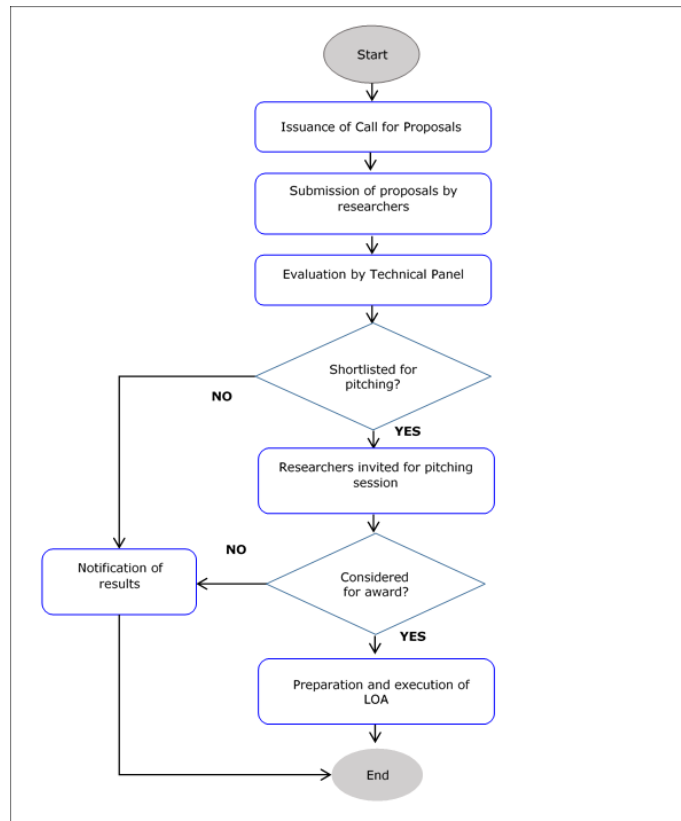 Start
Issuance of Call for Proposals
Submission of proposals by
researchers
Evaluation by Technical Panel
Shortlisted for
pitching?
NO
YES
Researchers invited for pitching
session
NO
Notification of
results
Considered
for award?
YES
Preparation and execution of
LOA
End